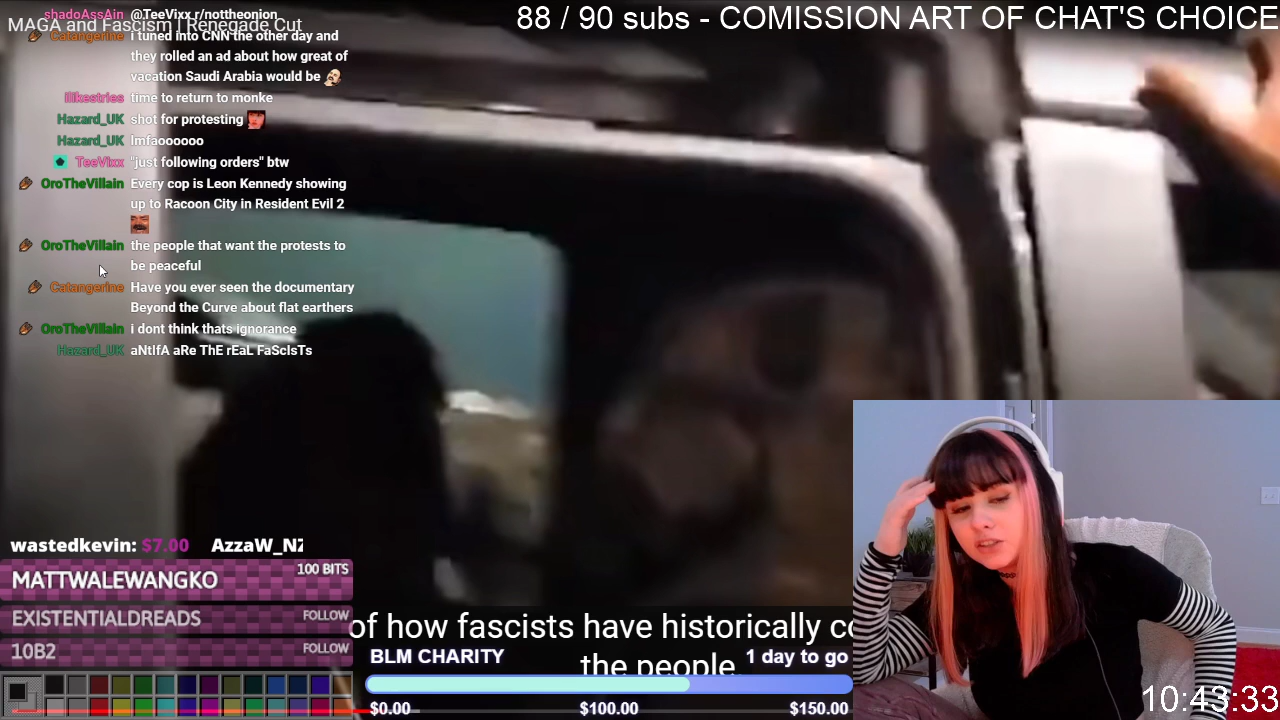 88 / 90 subs - COMISSION ART OF CHAT'S CHOICE
shadoAssAin @TeeVixx r/nottheonion
MAGA and Fascism | Renegade Cut
Catangerine i tuned into CNN the other day and
they rolled an ad about how great of
vacation Saudi Arabia would be
ilikestries time to return to monke
Hazard_UK shot for protesting
Hazard_UK lmfaoooooo
TeeVixx "just following orders" btw
OroTheVillain Every cop is Leon Kennedy showing
up to Racoon City in Resident Evil 2
OroTheVillain the people that want the protests to
be peaceful
Catangerine Have you ever seen the documentary
Beyond the Curve about flat earthers
OroTheVillain i dont think thats ignorance
Hazard_UK aNtIfA aRe ThE rEaL FaScIsTs
wastedkevin: $7.00 AzzaW_NZ
MATTWALEWANGKO 100 BITS
EXISTENTIALDREADS FOLLOW
10B2 FOLLOW
of how fascists have historically co
the people
BLM CHARITY 1 day to go
$0.00 $100.00 $150.00
10:43:33